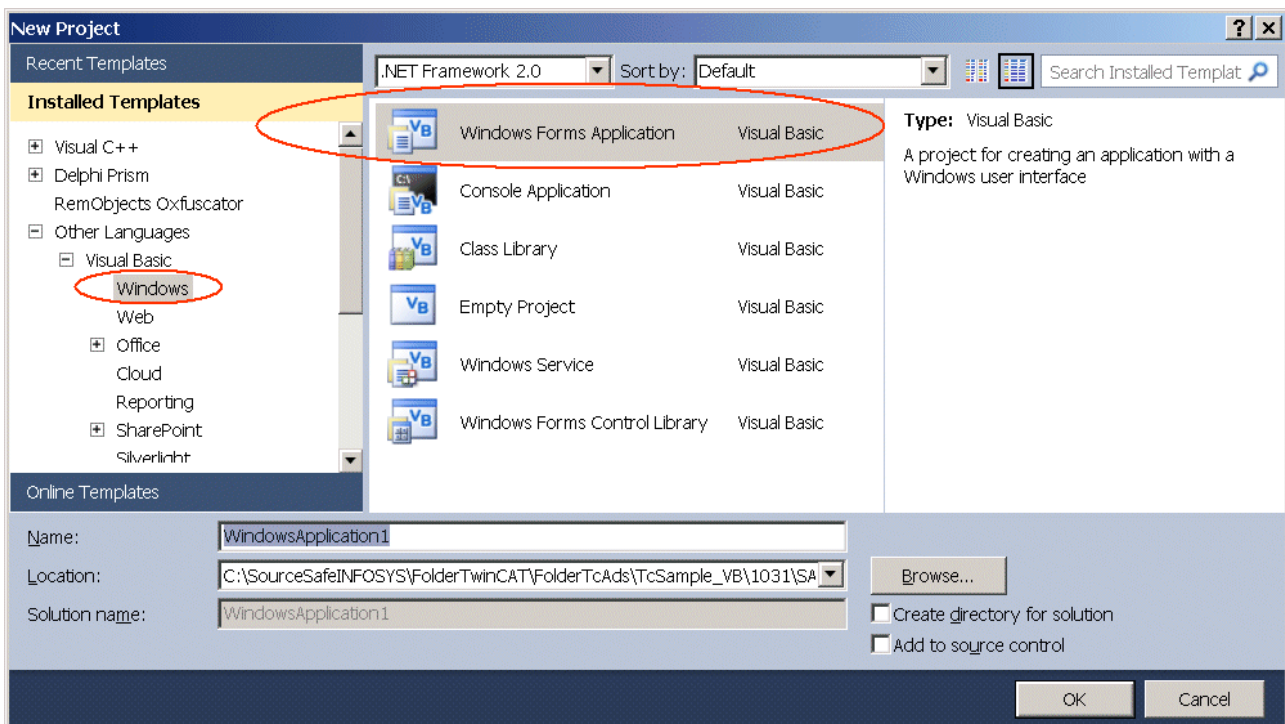 New Project
Recent Templates
.NET Framework 2.0 Sort by: Default Search Installed Templat
Installed Templates
Visual C++
Delphi Prism
RemObjects Oxfuscator
Other Languages
Visual Basic
Windows
Web
Office
Cloud
Reporting
SharePoint
Silverlight
Online Templates
Windows Forms Application Visual Basic
Console Application Visual Basic
Class Library Visual Basic
Empty Project Visual Basic
Windows Service Visual Basic
Windows Forms Control Library Visual Basic
Type: Visual Basic
A project for creating an application with a
Windows user interface
Name: WindowsApplication1
Location: C:\SourceSafeINFOSYS\FolderTwinCAT\FolderTcAds\TcSample_VB\1031\SA Browse...
Solution name: WindowsApplication1
Create directory for solution
Add to source control
OK Cancel